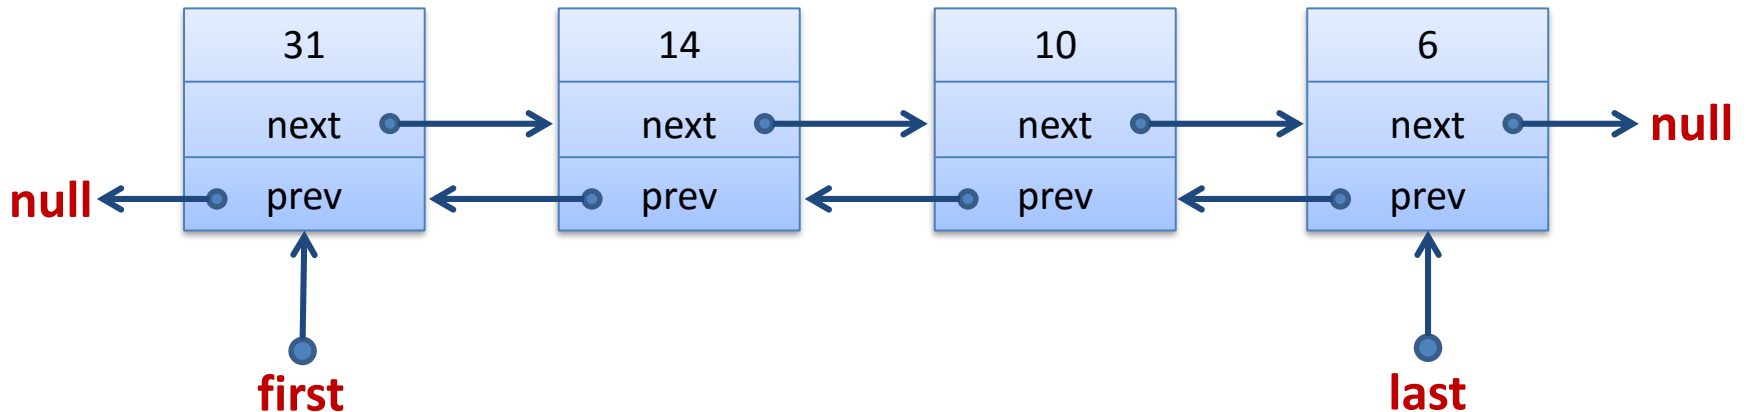 31 14 10 6
next next next next null
null prev prev prev prev
first last